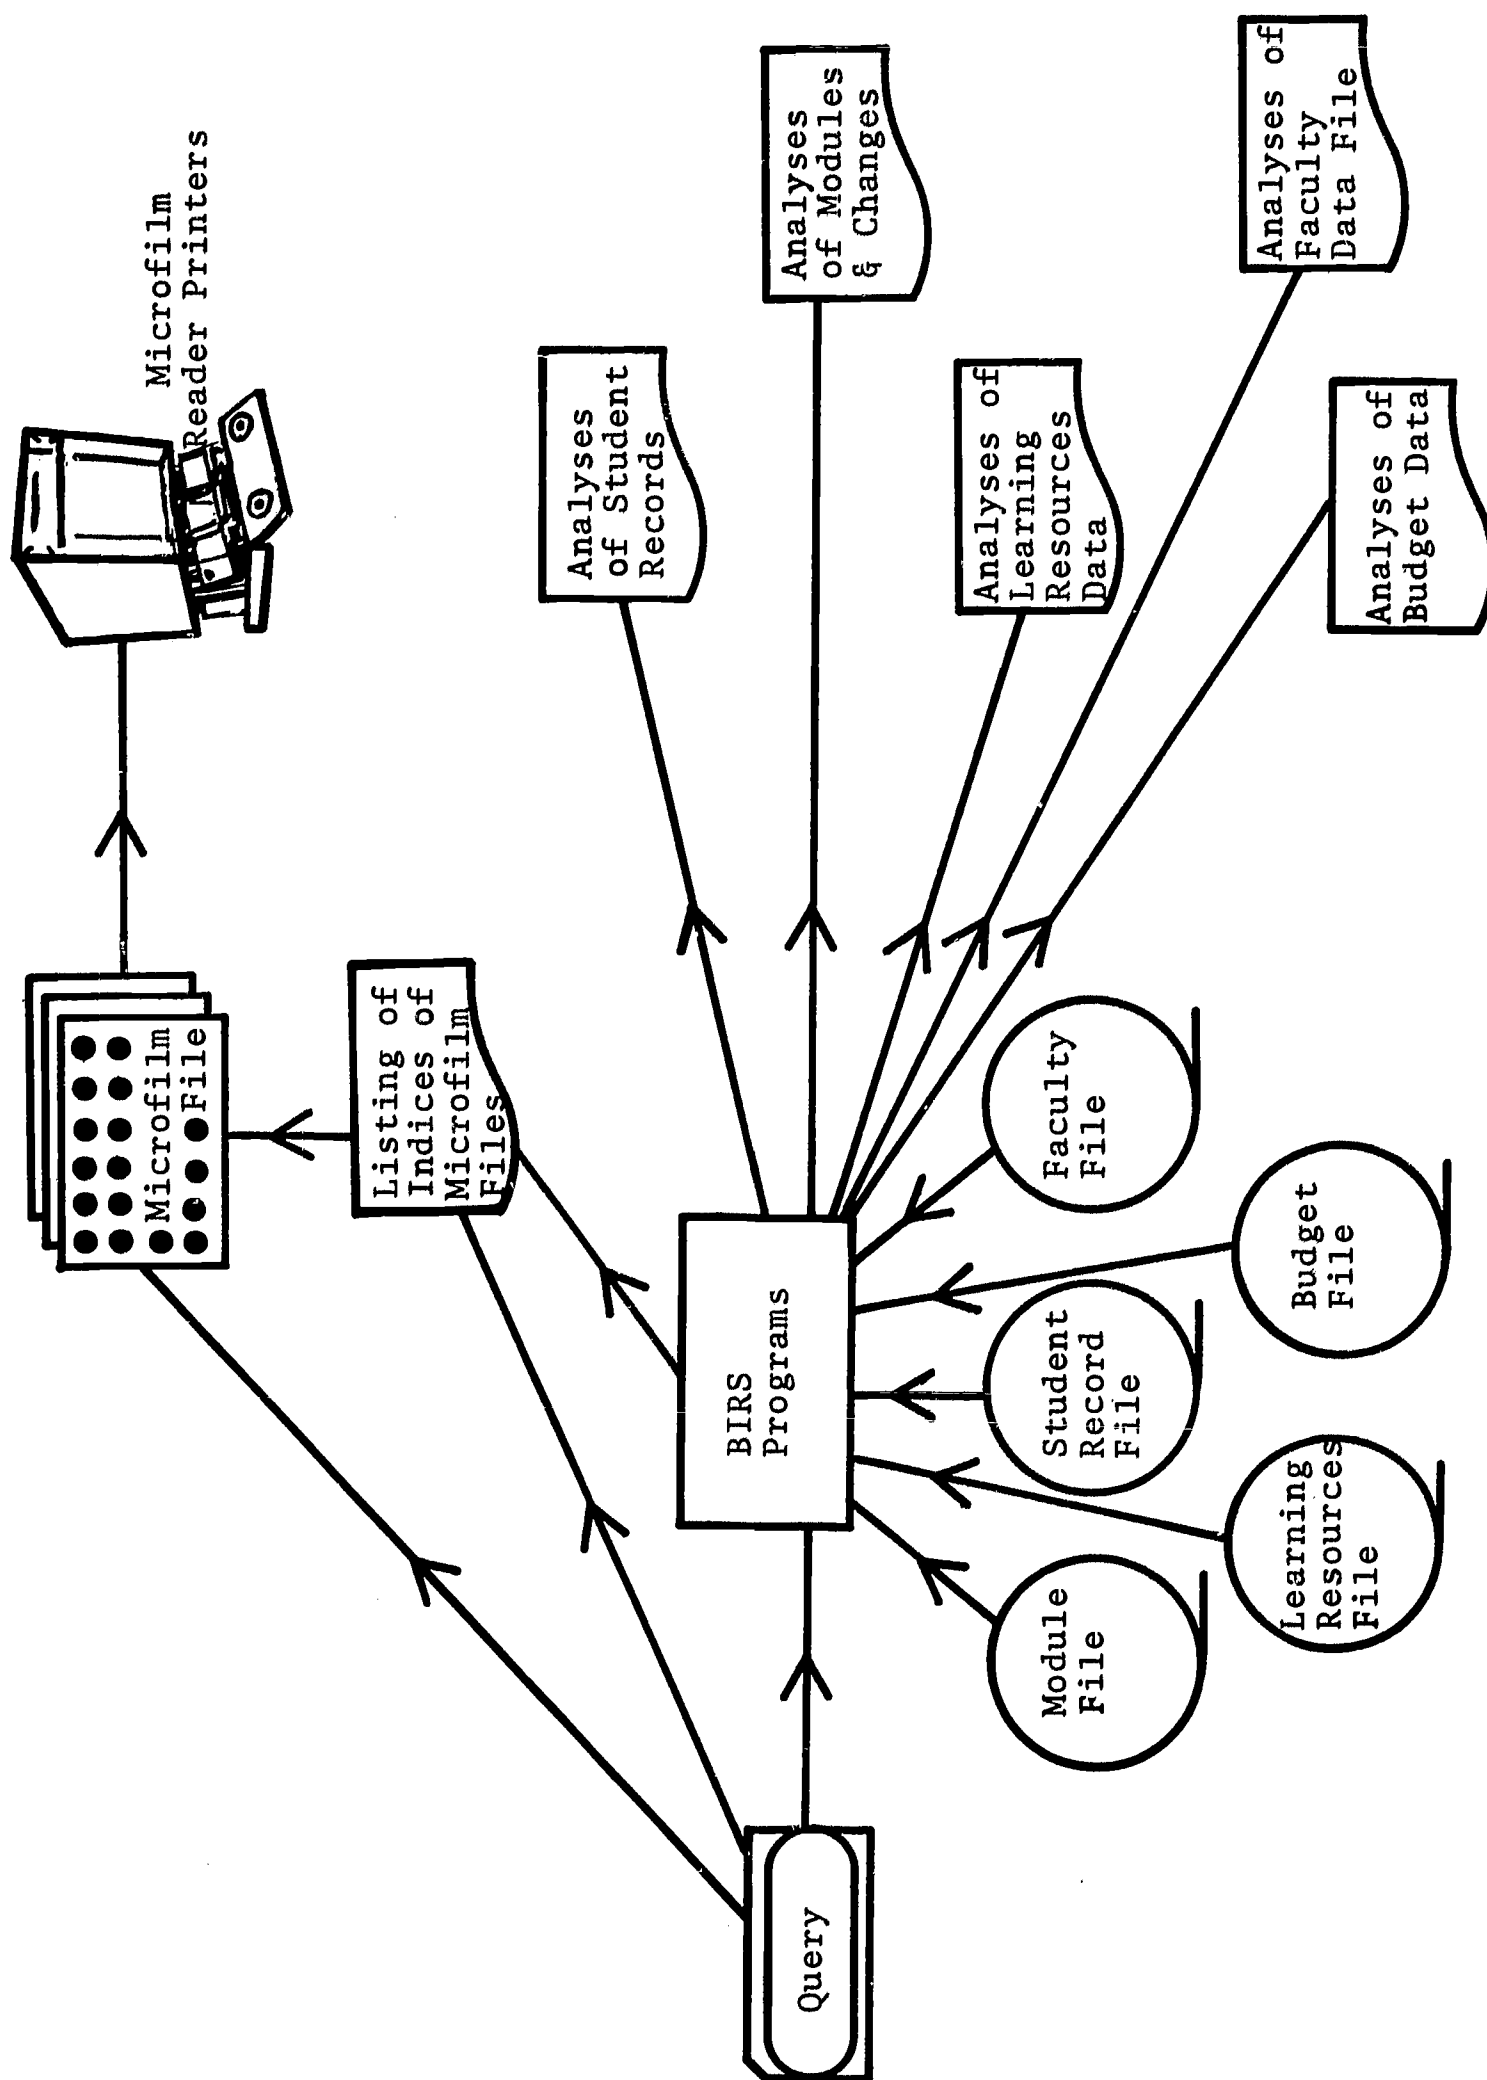 Microfilm
Reader Printers
Microfilm
File
Listing of
Indices of
Microfilm
Files
Analyses
of Student
Records
Analyses
of Modules
& Changes
Analyses of
Learning
Resources
Data
Analyses of
Faculty
Data File
Analyses of
Budget Data
Query
BIRS
Programs
Module
File
Learning
Resources
File
Student
Record
File
Budget
File
Faculty
File